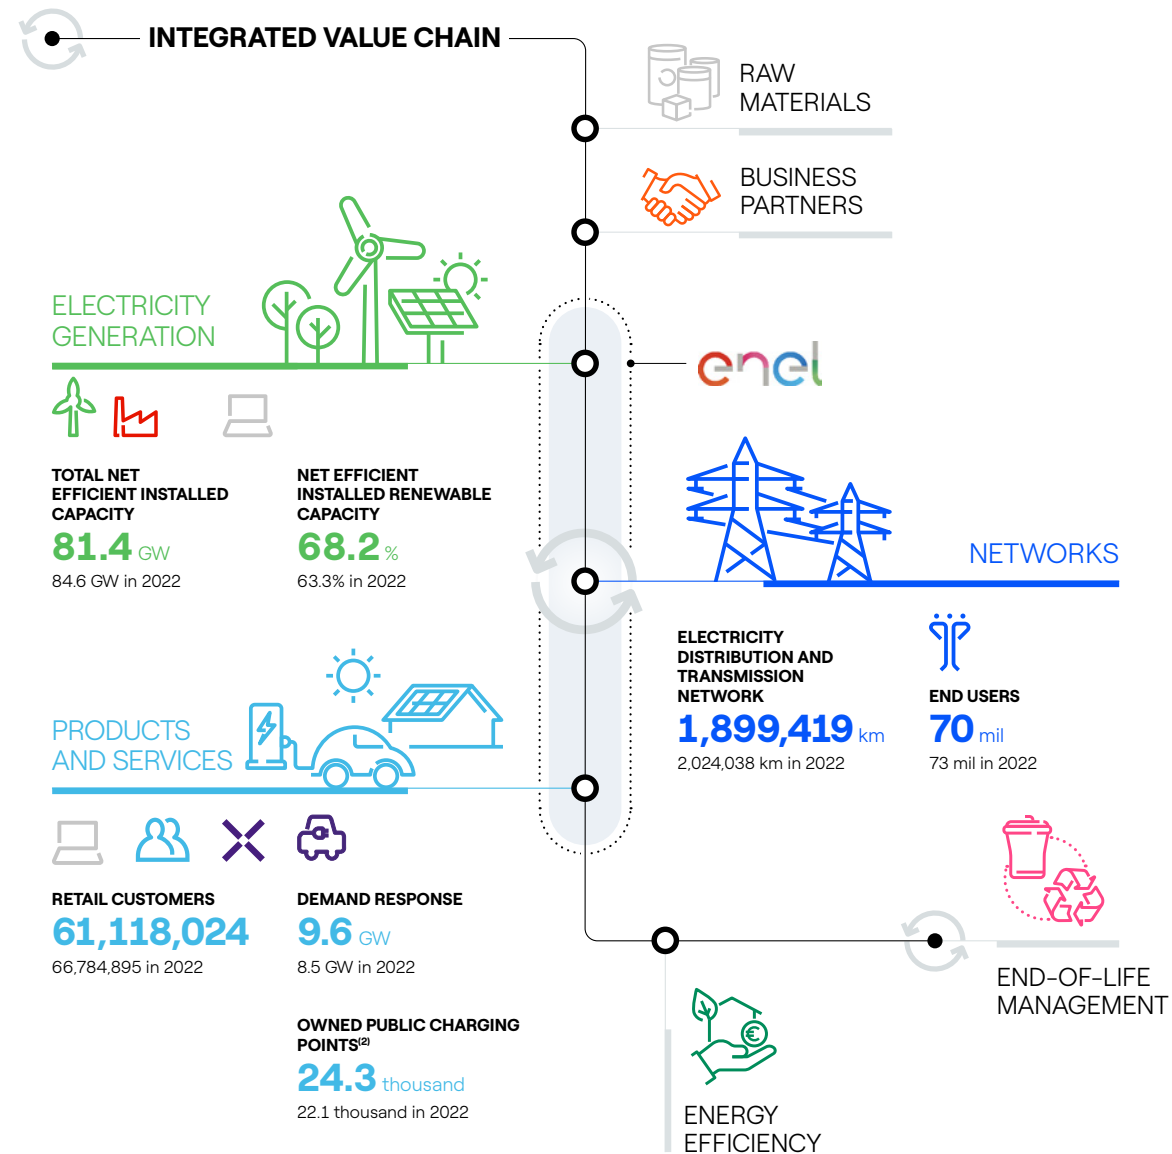 INTEGRATED VALUE CHAIN
RAW
MATERIALS
BUSINESS
PARTNERS
ELECTRICITY
GENERATION
enel
TOTAL NET
EFFICIENT INSTALLED
CAPACITY
81.4 GW
84.6 GW in 2022
NET EFFICIENT
INSTALLED RENEWABLE
CAPACITY
68.2 %
63.3% in 2022
NETWORKS
ELECTRICITY
DISTRIBUTION AND
TRANSMISSION
NETWORK
1,899,419 km
2,024,038 km in 2022
END USERS
70 mil
73 mil in 2022
PRODUCTS
AND SERVICES
RETAIL CUSTOMERS
61,118,024
66,784,895 in 2022
DEMAND RESPONSE
9.6 GW
8.5 GW in 2022
OWNED PUBLIC CHARGING
POINTS(2)
24.3 thousand
22.1 thousand in 2022
END-OF-LIFE
MANAGEMENT
ENERGY
EFFICIENCY